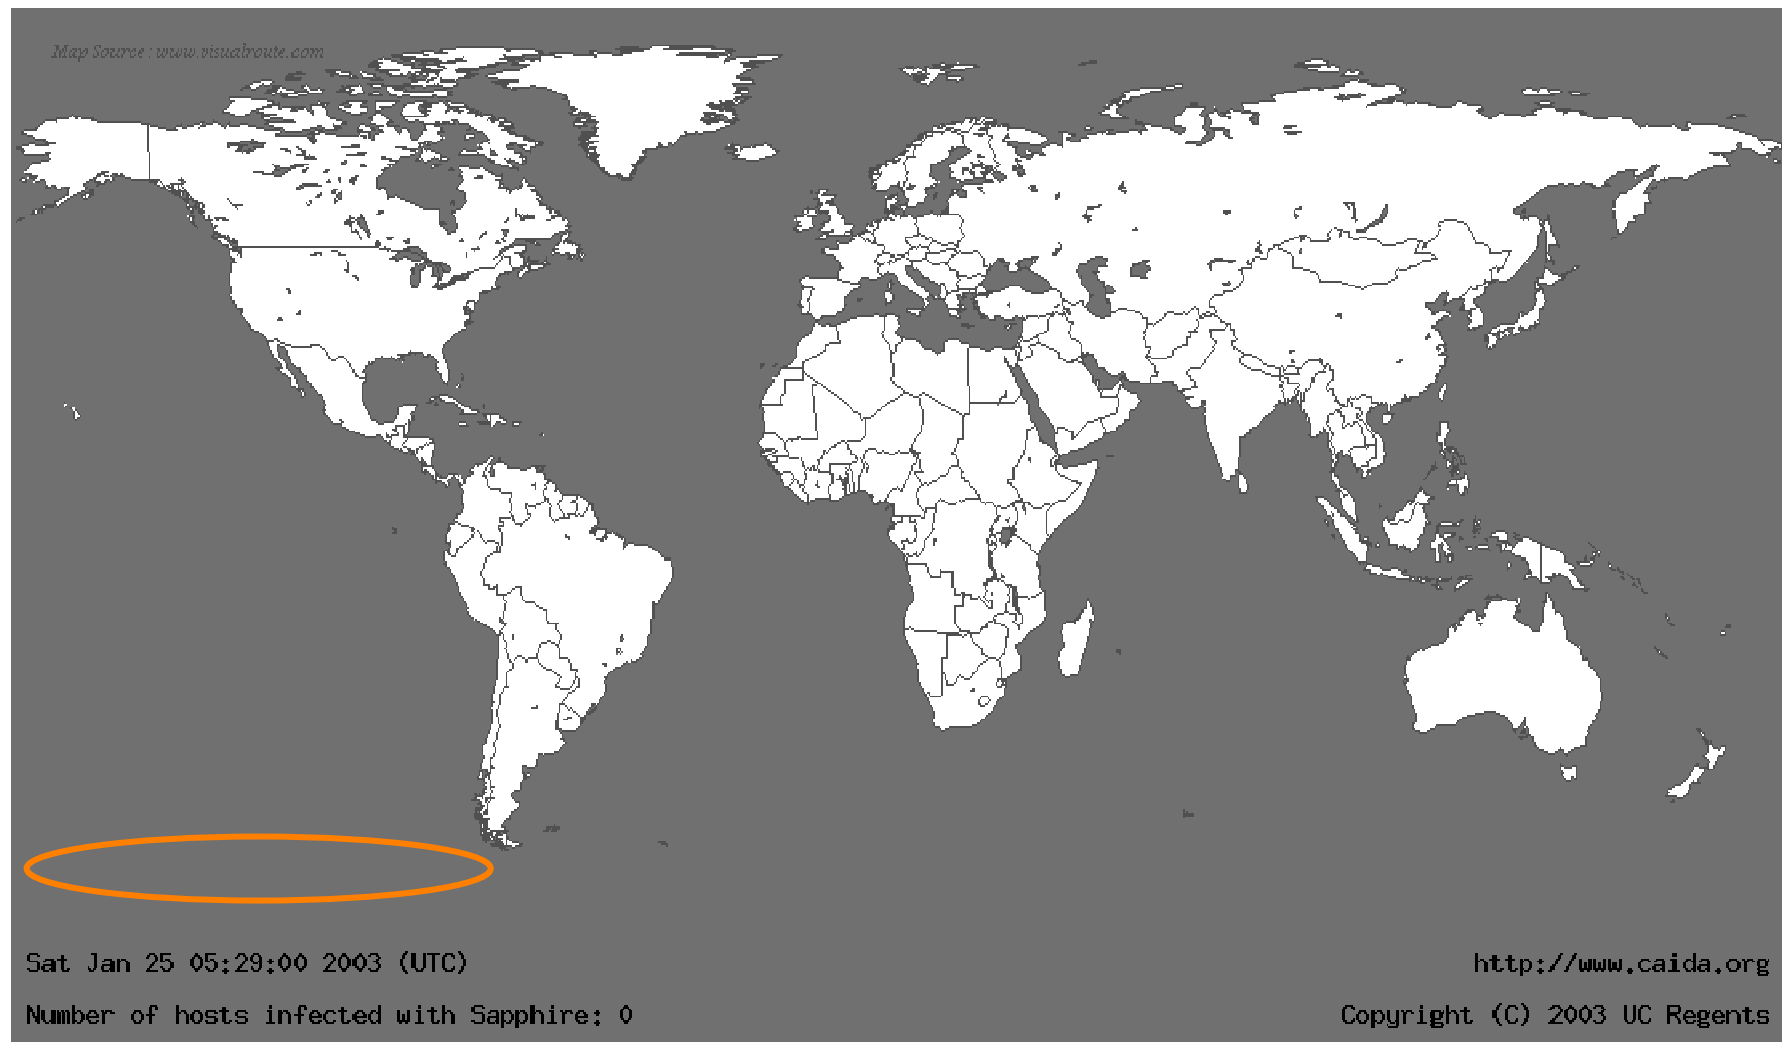 Map Source : www.visualroute.com
Sat Jan 25 05:29:00 2003 (UTC)
http://www.caida.org
Number of hosts infected with Sapphire: 0
Copyright (C) 2003 UC Regents